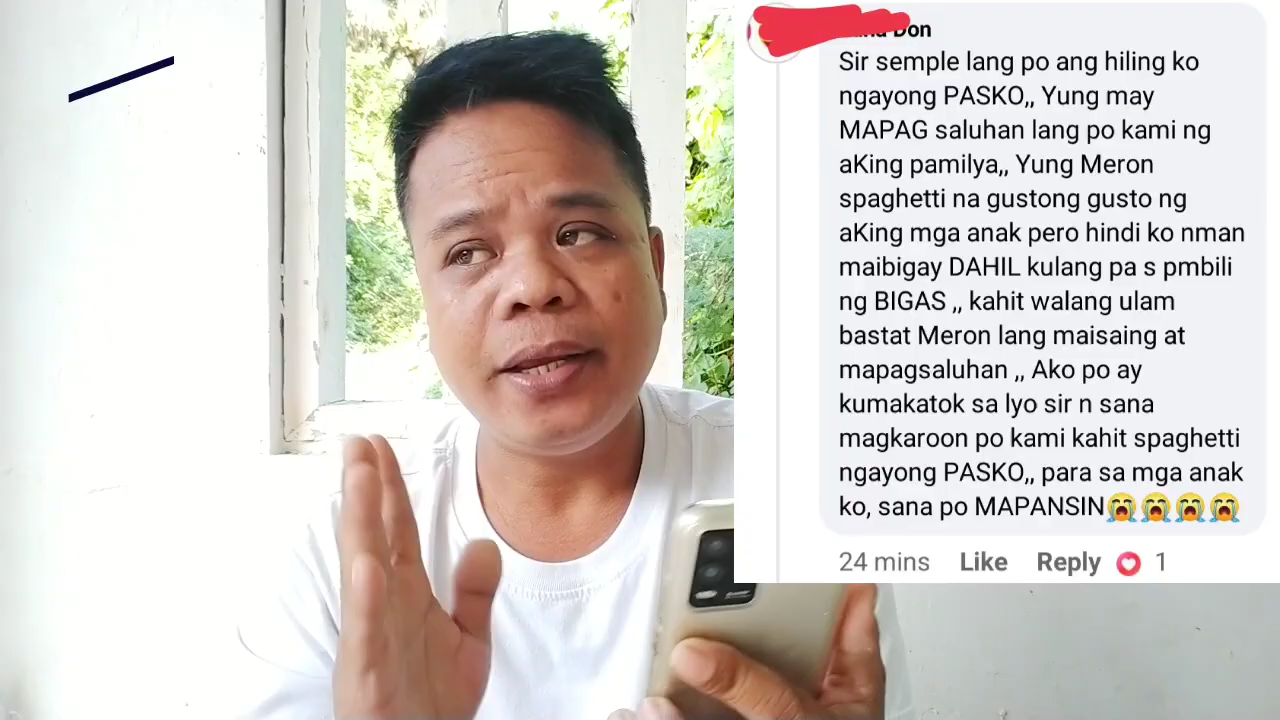 Don
Sir semple lang po ang hiling ko
ngayong PASKO,, Yung may
MAPAG saluhan lang po kami ng
aKing pamilya,, Yung Meron
spaghetti na gustong gusto ng
aKing mga anak pero hindi ko nman
maibigay DAHIL kulang pa s pmbili
ng BIGAS ,, kahit walang ulam
bastat Meron lang maisaing at
mapagsaluhan ,, Ako po ay
kumakatok sa Iyo sir n sana
magkaroon po kami kahit spaghetti
ngayong PASKO,, para sa mga anak
ko, sana po MAPANSIN😭😭😭😭
24 mins Like Reply 1